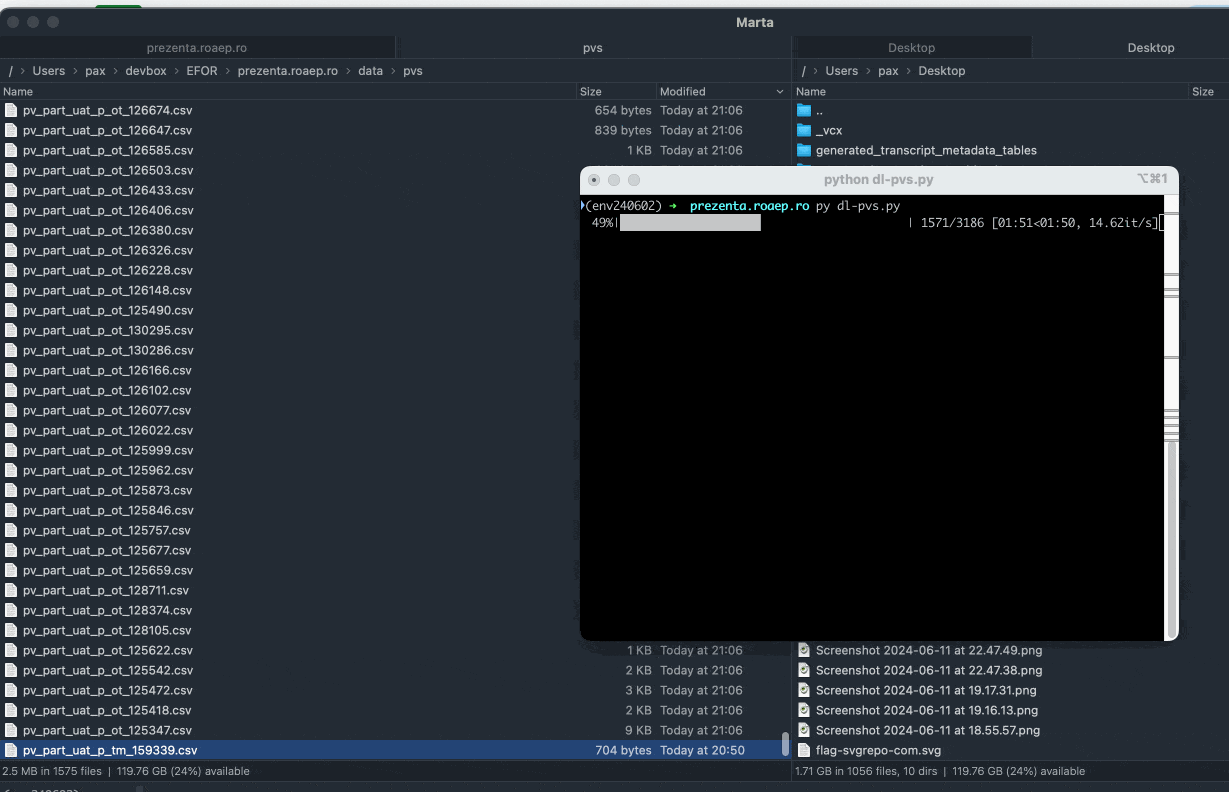 Marta
prezenta.roaep.ro pvs Desktop Desktop
/ › Users › pax › devbox › EFOR › prezenta.roaep.ro › data › pvs
/ › Users › pax › Desktop
Name Size Modified
Name Size
pv_part_uat_p_ot_126674.csv 654 bytes Today at 21:06
pv_part_uat_p_ot_126647.csv 839 bytes Today at 21:06
pv_part_uat_p_ot_126585.csv 1 KB Today at 21:06
pv_part_uat_p_ot_126503.csv
pv_part_uat_p_ot_126433.csv
pv_part_uat_p_ot_126406.csv
pv_part_uat_p_ot_126380.csv
pv_part_uat_p_ot_126326.csv
pv_part_uat_p_ot_126228.csv
pv_part_uat_p_ot_126148.csv
pv_part_uat_p_ot_125490.csv
pv_part_uat_p_ot_130295.csv
pv_part_uat_p_ot_130286.csv
pv_part_uat_p_ot_126166.csv
pv_part_uat_p_ot_126102.csv
pv_part_uat_p_ot_126077.csv
pv_part_uat_p_ot_126022.csv
pv_part_uat_p_ot_125999.csv
pv_part_uat_p_ot_125962.csv
pv_part_uat_p_ot_125873.csv
pv_part_uat_p_ot_125846.csv
pv_part_uat_p_ot_125757.csv
pv_part_uat_p_ot_125677.csv
pv_part_uat_p_ot_125659.csv
pv_part_uat_p_ot_128711.csv
pv_part_uat_p_ot_128374.csv
pv_part_uat_p_ot_128105.csv
pv_part_uat_p_ot_125622.csv 1 KB Today at 21:06
pv_part_uat_p_ot_125542.csv 2 KB Today at 21:06
pv_part_uat_p_ot_125472.csv 3 KB Today at 21:06
pv_part_uat_p_ot_125418.csv 2 KB Today at 21:06
pv_part_uat_p_ot_125347.csv 9 KB Today at 21:06
pv_part_uat_p_tm_159339.csv 704 bytes Today at 20:50
2.5 MB in 1575 files | 119.76 GB (24%) available
..
_vcx
generated_transcript_metadata_tables
python dl-pvs.py ⌥⌘1
(env240602) → prezenta.roaep.ro py dl-pvs.py
49%| | 1571/3186 [01:51<01:50, 14.62it/s]
Screenshot 2024-06-11 at 22.47.49.png
Screenshot 2024-06-11 at 22.47.38.png
Screenshot 2024-06-11 at 19.17.31.png
Screenshot 2024-06-11 at 19.16.13.png
Screenshot 2024-06-11 at 18.55.57.png
flag-svgrepo-com.svg
1.71 GB in 1056 files, 10 dirs | 119.76 GB (24%) available